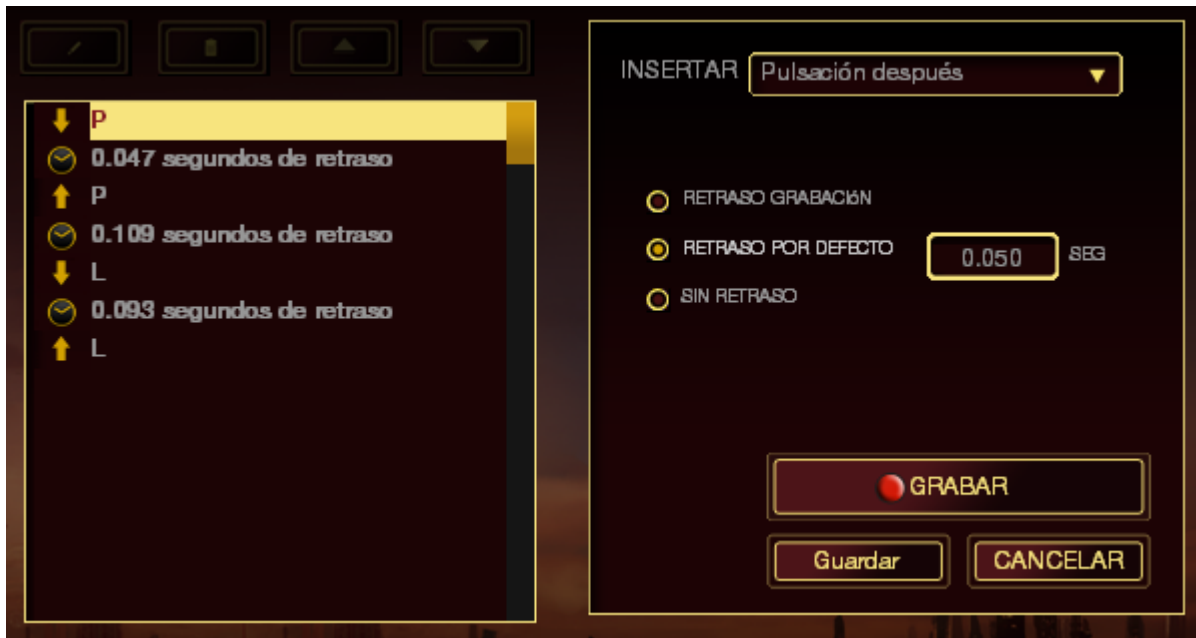 P
0.047 segundos de retraso
P
0.109 segundos de retraso
L
0.093 segundos de retraso
L
INSERTAR Pulsación después
RETRASO GRABACIóN
RETRASO POR DEFECTO 0.050 SEG
SIN RETRASO
GRABAR
Guardar CANCELAR